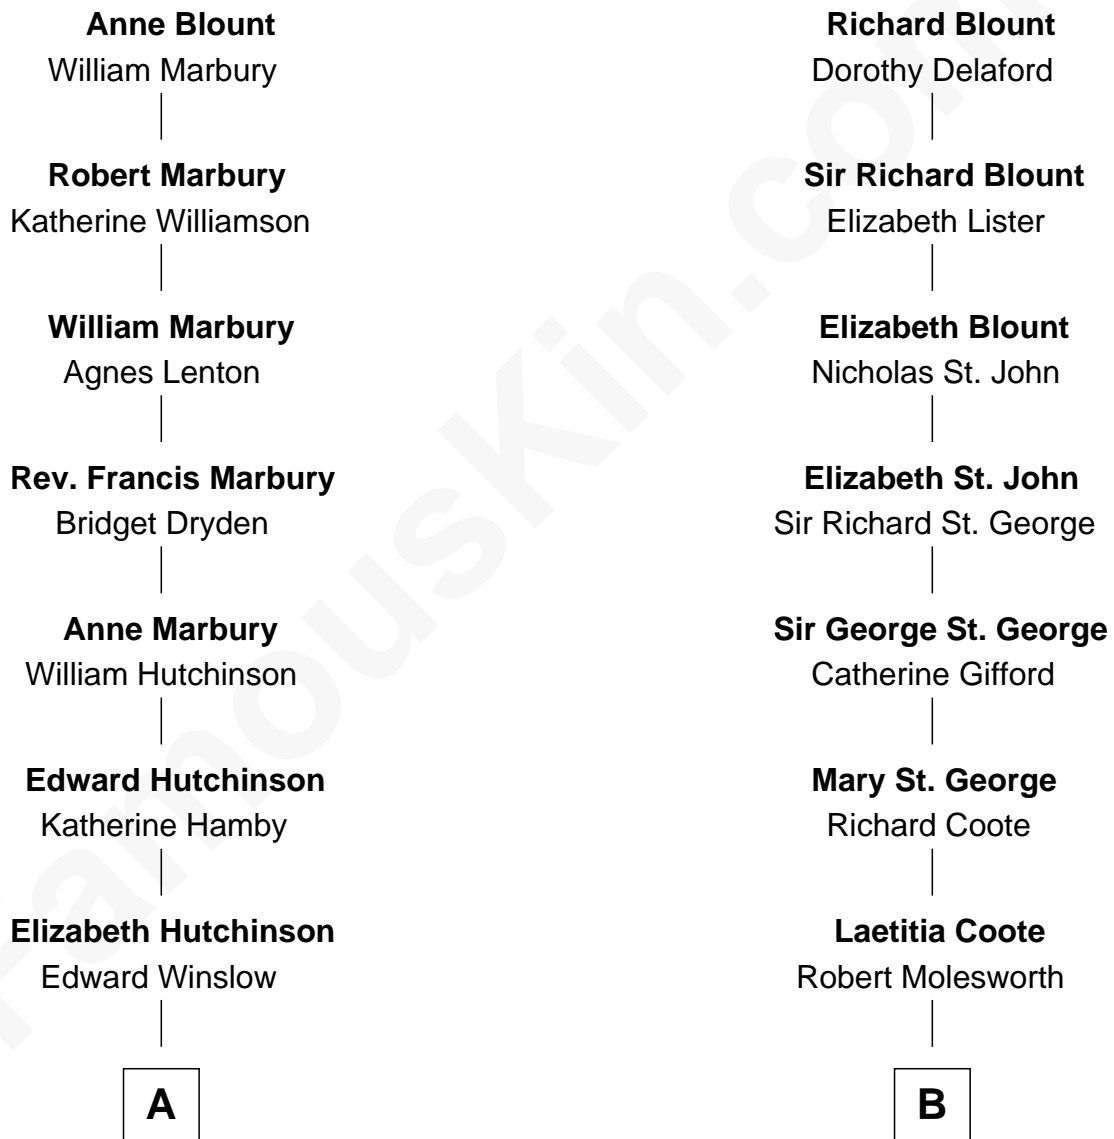 Anne Blount
William Marbury
Robert Marbury
Katherine Williamson
William Marbury
Agnes Lenton
Rev. Francis Marbury
Bridget Dryden
Anne Marbury
William Hutchinson
Edward Hutchinson
Katherine Hamby
Elizabeth Hutchinson
Edward Winslow
A
Richard Blount
Dorothy Delaford
Sir Richard Blount
Elizabeth Lister
Elizabeth Blount
Nicholas St. John
Elizabeth St. John
Sir Richard St. George
Sir George St. George
Catherine Gifford
Mary St. George
Richard Coote
Laetitia Coote
Robert Molesworth
B
FamousKin.com